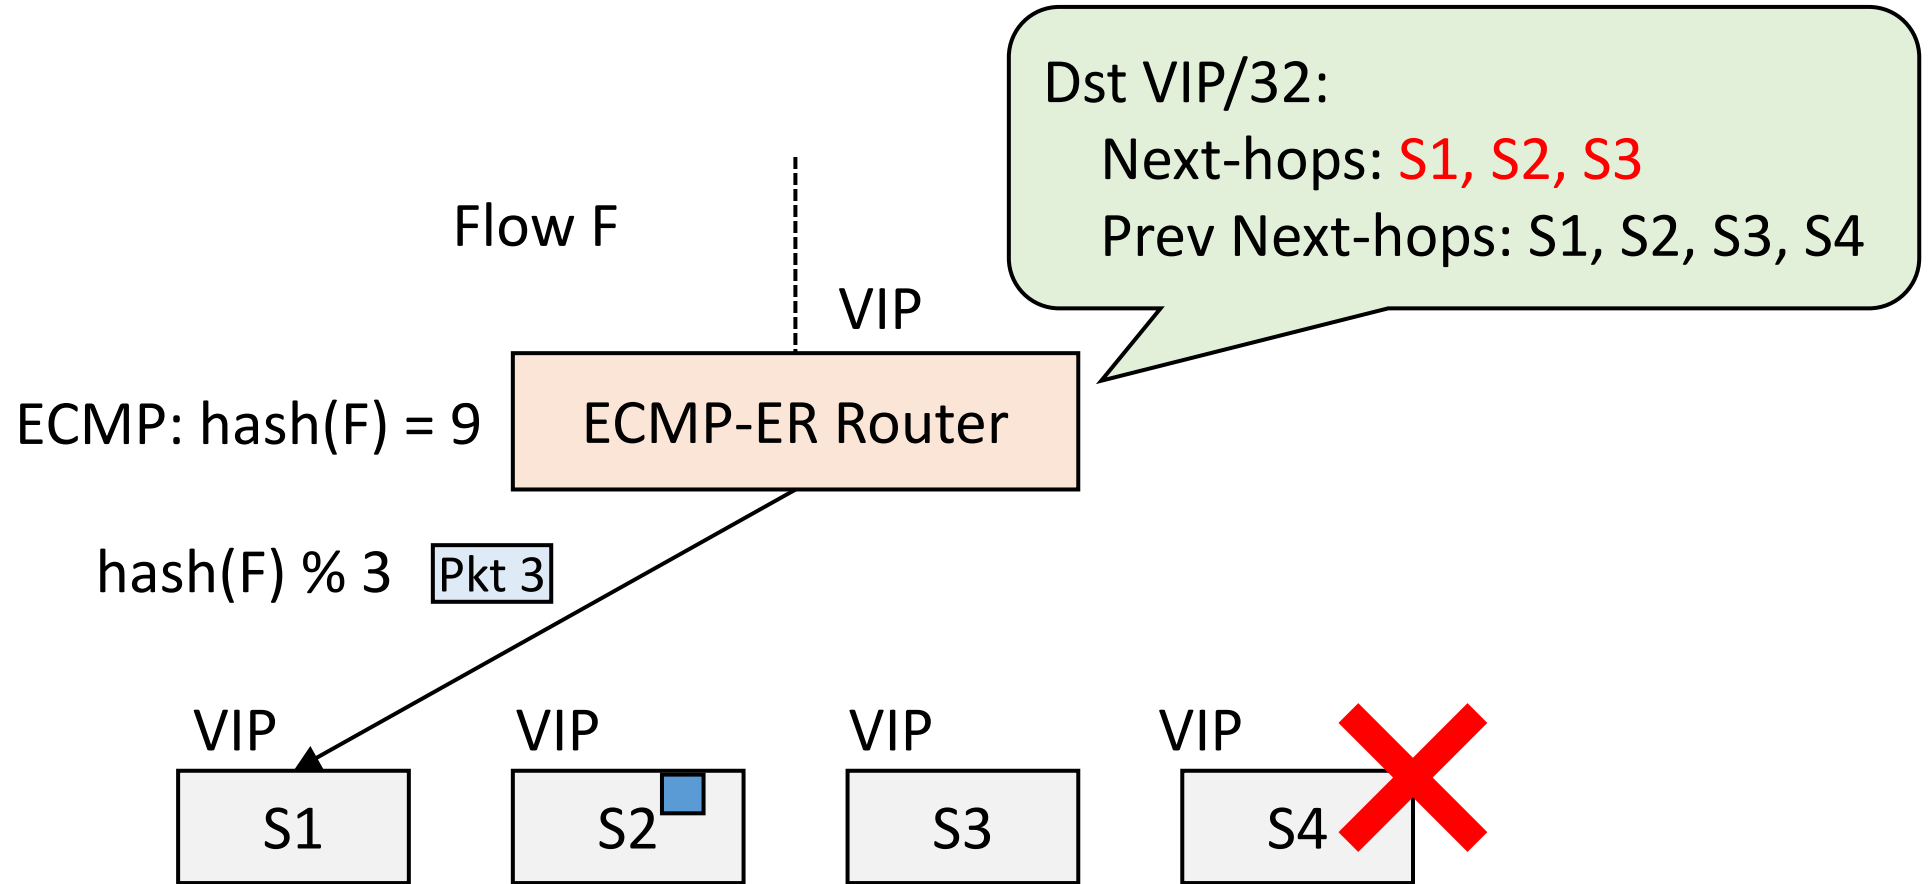 Dst VIP/32:
Next-hops: S1, S2, S3
Prev Next-hops: S1, S2, S3, S4
Flow F
VIP
ECMP: hash(F) = 9
ECMP-ER Router
hash(F) % 3
Pkt 3
VIP
VIP
VIP
VIP
S1
S2
S3
S4